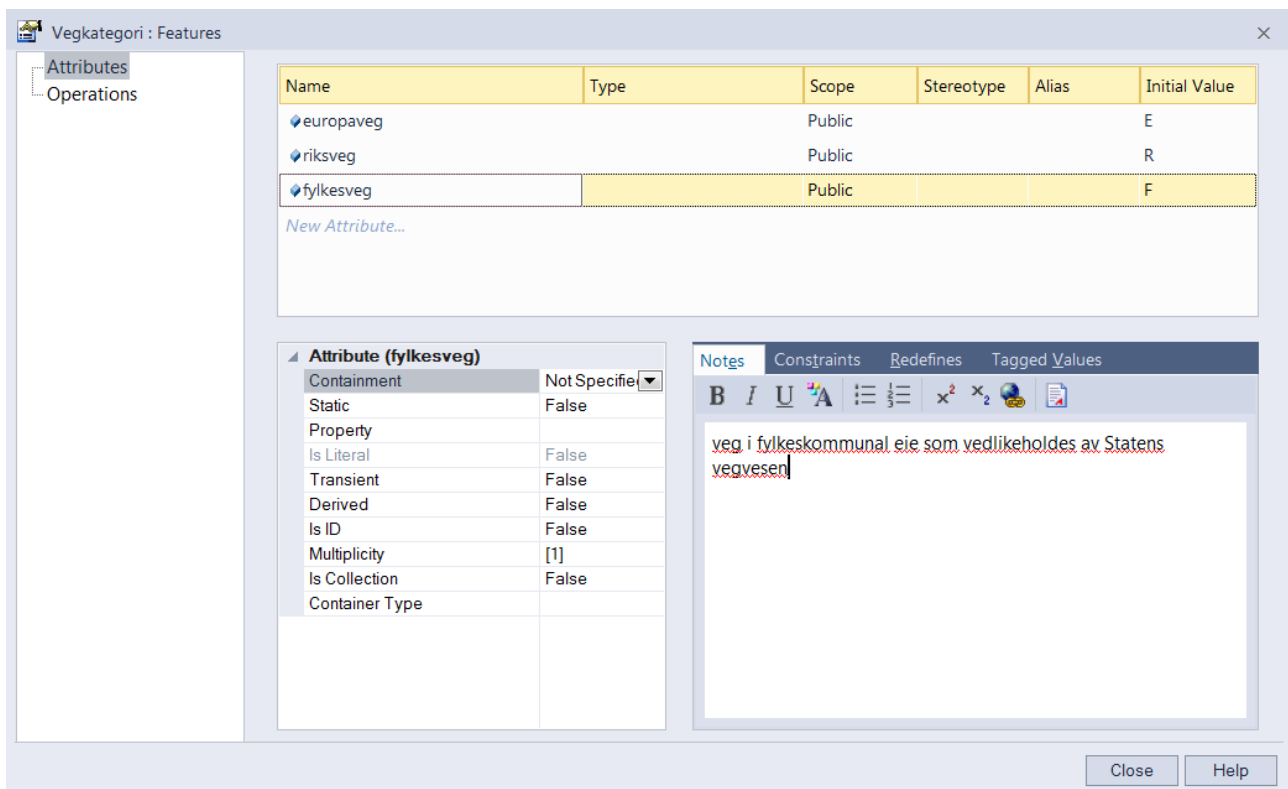 Vegkategori : Features
Attributes
Operations
Name Type Scope Stereotype Alias Initial Value
europaveg Public E
riksveg Public R
fylkesveg Public F
New Attribute...
Attribute (fylkesveg)
Containment Not Specifie
Static False
Property
Is Literal False
Transient False
Derived False
Is ID False
Multiplicity [1]
Is Collection False
Container Type
Notes Constraints Redefines Tagged Values
B I U A x² x₂
veg i fylkeskommunal eie som vedlikeholdes av Statens
vegvesen
Close Help